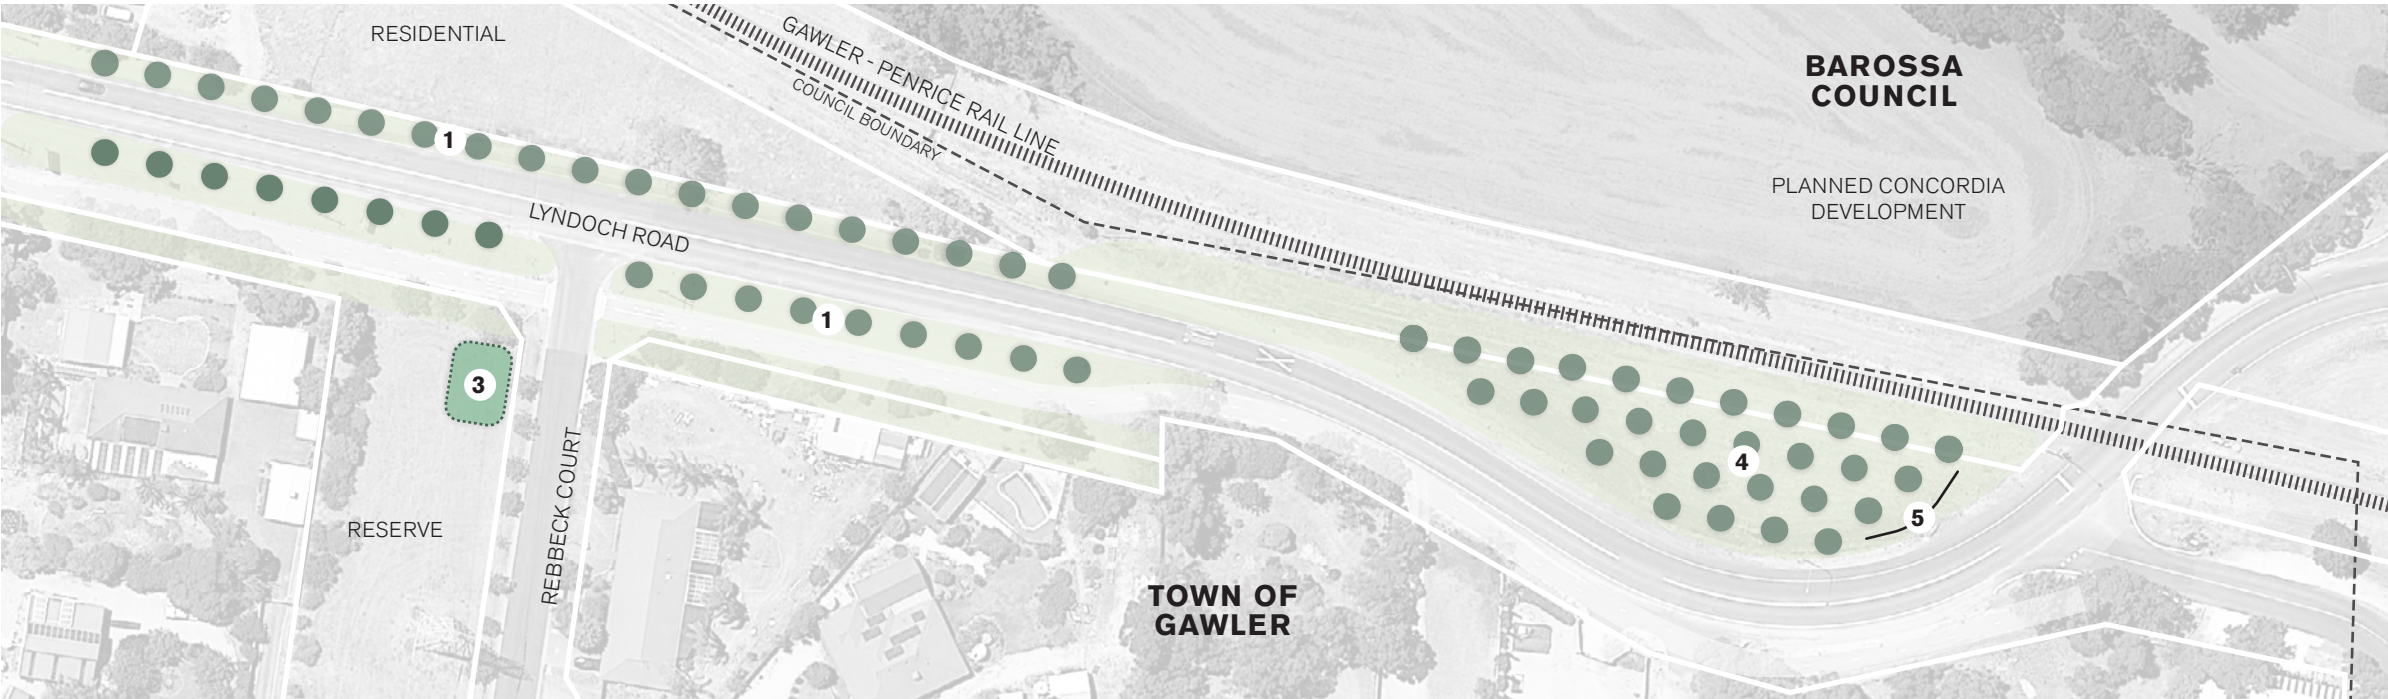 RESIDENTIAL
GAWLER - PENRICE RAIL LINE
COUNCIL BOUNDARY
BAROSSA
COUNCIL
PLANNED CONCORDIA
DEVELOPMENT
1
LYNDOCH ROAD
1
3
4
5
RESERVE
REBBECK COURT
TOWN OF
GAWLER